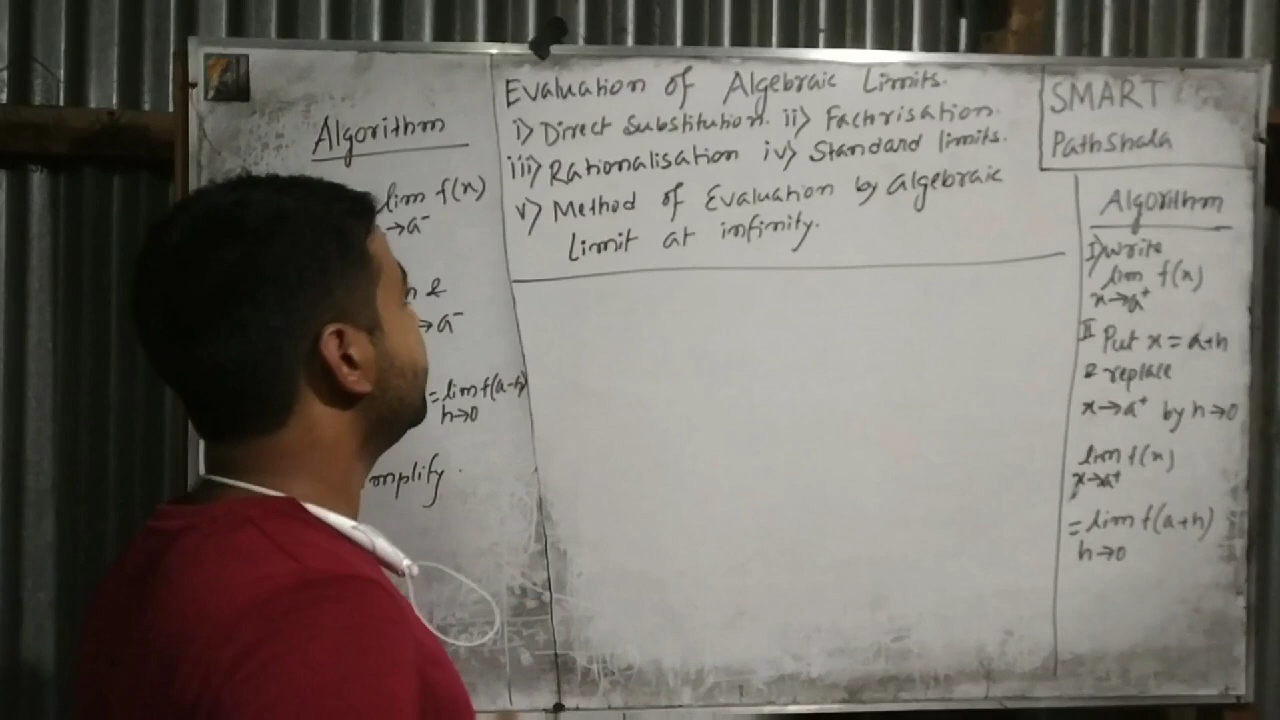 Algorithm
lim f(x)
→a⁻
&
→a⁻
= lim f(a-h)
h→0
mplify.
Evaluation of Algebraic Limits.
i) Direct Substitution. ii) Factorisation.
iii) Rationalisation iv) Standard limits.
v) Method of Evaluation by algebraic
Limit at infinity.
SMART
Pathshala
Algorithm
I) write
lim f(x)
x→a⁺
II Put x = a+h
& replace
x→a⁺ by h→0
lim f(x)
x→a⁺
= lim f(a+h)
h→0